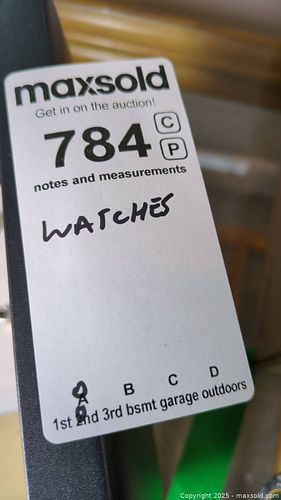 maxsold
Get in on the auction!
784 C
P
notes and measurements
WATCHES
A B C D
1st 2nd 3rd bsmt garage outdoors
Copyright © 2025 - maxsold.com